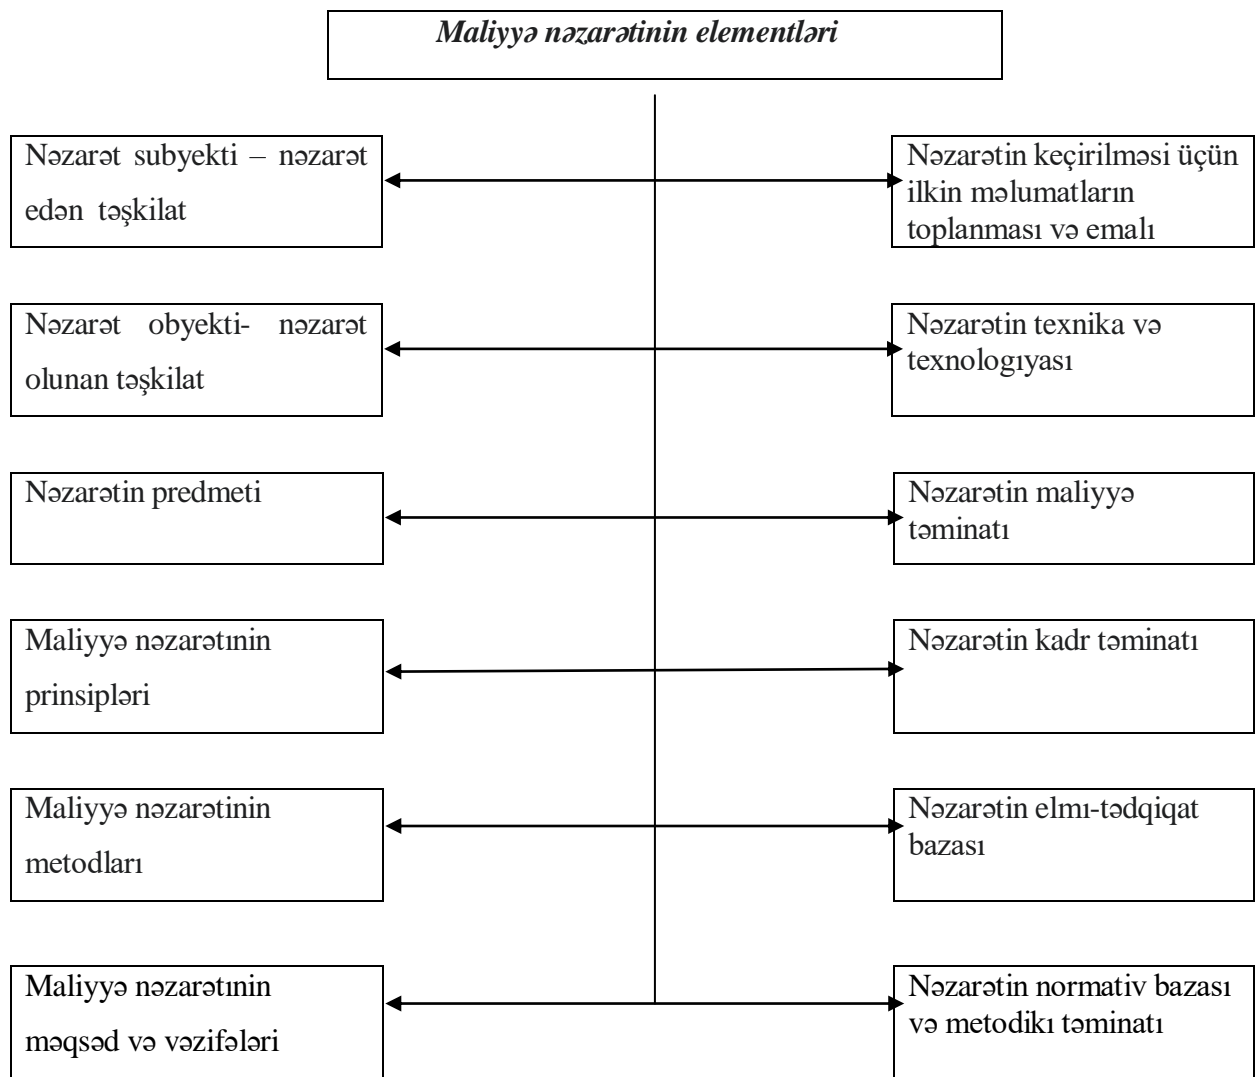 Maliyyə nəzarətinin elementləri
Nəzarət subyekti – nəzarət
edən təşkilat
Nəzarətin keçirilməsi üçün
ilkin məlumatların
toplanması və emalı
Nəzarət obyekti- nəzarət
olunan təşkilat
Nəzarətin texnika və
texnologıyası
Nəzarətin predmeti
Nəzarətin maliyyə
təminatı
Maliyyə nəzarətınin
prinsipləri
Nəzarətin kadr təminatı
Maliyyə nəzarətinin
metodları
Nəzarətin elmı-tədqiqat
bazası
Maliyyə nəzarətınin
məqsəd və vəzifələri
Nəzarətin normativ bazası
və metodikı təminatı